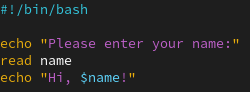 #!/bin/bash
echo "Please enter your name:"
read name
echo "Hi, $name!"